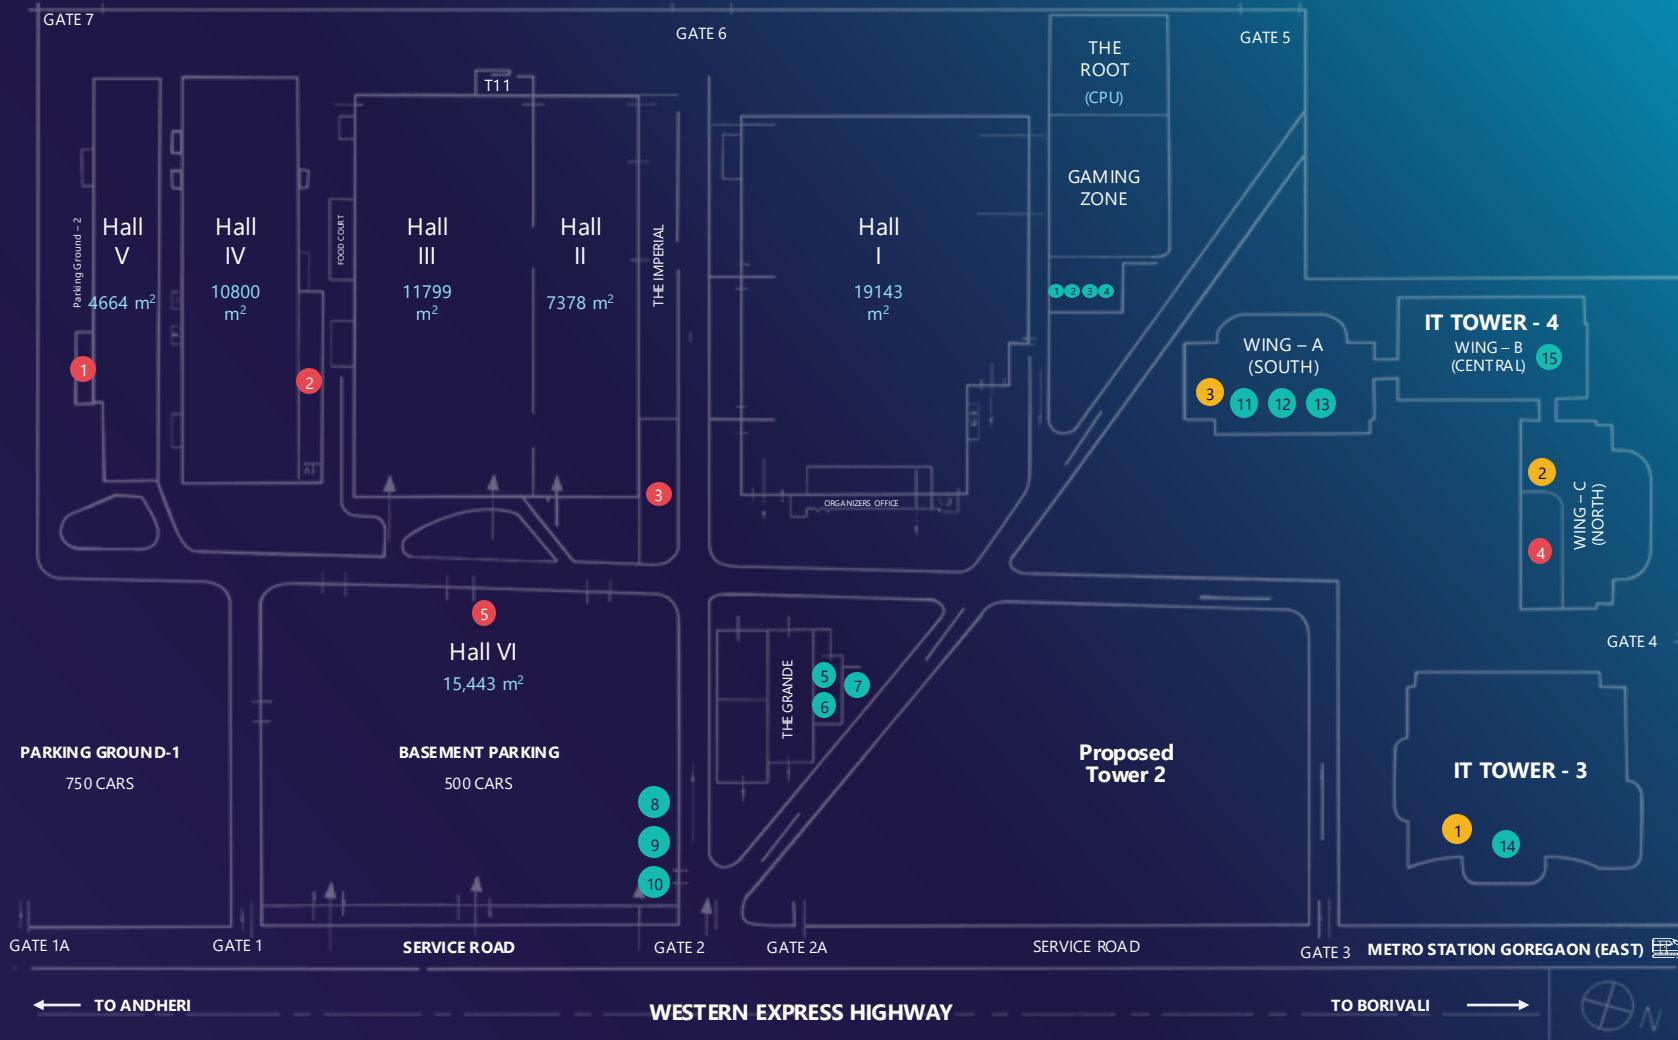 GATE 7
GATE 6
GATE 5
THE
ROOT
(CPU)
T11
GAMING
ZONE
Parking Ground – 2
Hall
V
4664 m²
Hall
IV
10800
m²
FOOD COURT
Hall
III
11799
m²
Hall
II
7378 m²
THE IMPERIAL
Hall
I
19143
m²
1 2 3 4
IT TOWER - 4
WING – A
(SOUTH)
WING – B
(CENTRAL)
15
1
2
3
11
12
13
A1
2
WING – C
(NORTH)
3
ORGANIZERS OFFICE
4
5
Hall VI
15,443 m²
GATE 4
THE GRANDE
5
6
7
PARKING GROUND-1
750 CARS
BASEMENT PARKING
500 CARS
Proposed
Tower 2
IT TOWER - 3
8
9
10
1
14
GATE 1A
GATE 1
SERVICE ROAD
GATE 2
GATE 2A
SERVICE ROAD
GATE 3
METRO STATION GOREGAON (EAST)
TO ANDHERI
WESTERN EXPRESS HIGHWAY
TO BORIVALI
N